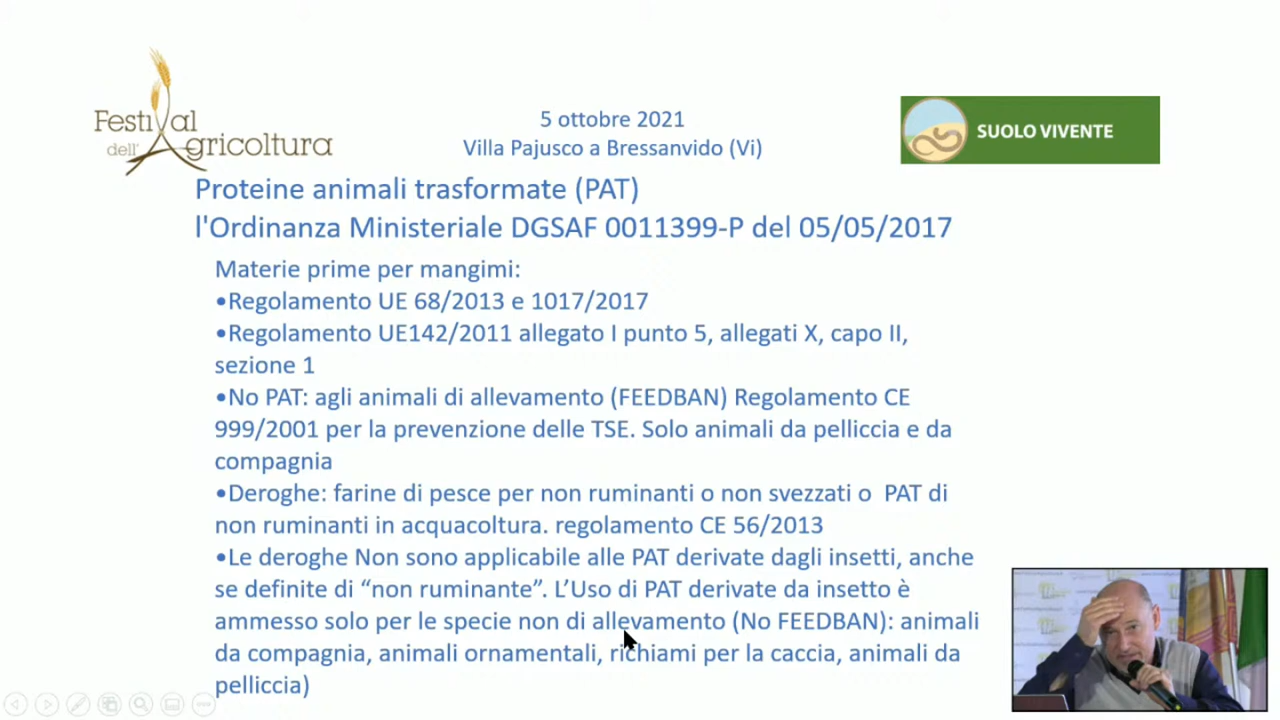 Festival
dell'Agricoltura
5 ottobre 2021
Villa Pajusco a Bressanvido (Vi)
SUOLO VIVENTE
Proteine animali trasformate (PAT)
l'Ordinanza Ministeriale DGSAF 0011399-P del 05/05/2017
Materie prime per mangimi:
•Regolamento UE 68/2013 e 1017/2017
•Regolamento UE142/2011 allegato I punto 5, allegati X, capo II,
sezione 1
•No PAT: agli animali di allevamento (FEEDBAN) Regolamento CE
999/2001 per la prevenzione delle TSE. Solo animali da pelliccia e da
compagnia
•Deroghe: farine di pesce per non ruminanti o non svezzati o  PAT di
non ruminanti in acquacoltura. regolamento CE 56/2013
•Le deroghe Non sono applicabile alle PAT derivate dagli insetti, anche
se definite di “non ruminante”. L’Uso di PAT derivate da insetto è
ammesso solo per le specie non di allevamento (No FEEDBAN): animali
da compagnia, animali ornamentali, richiami per la caccia, animali da
pelliccia)